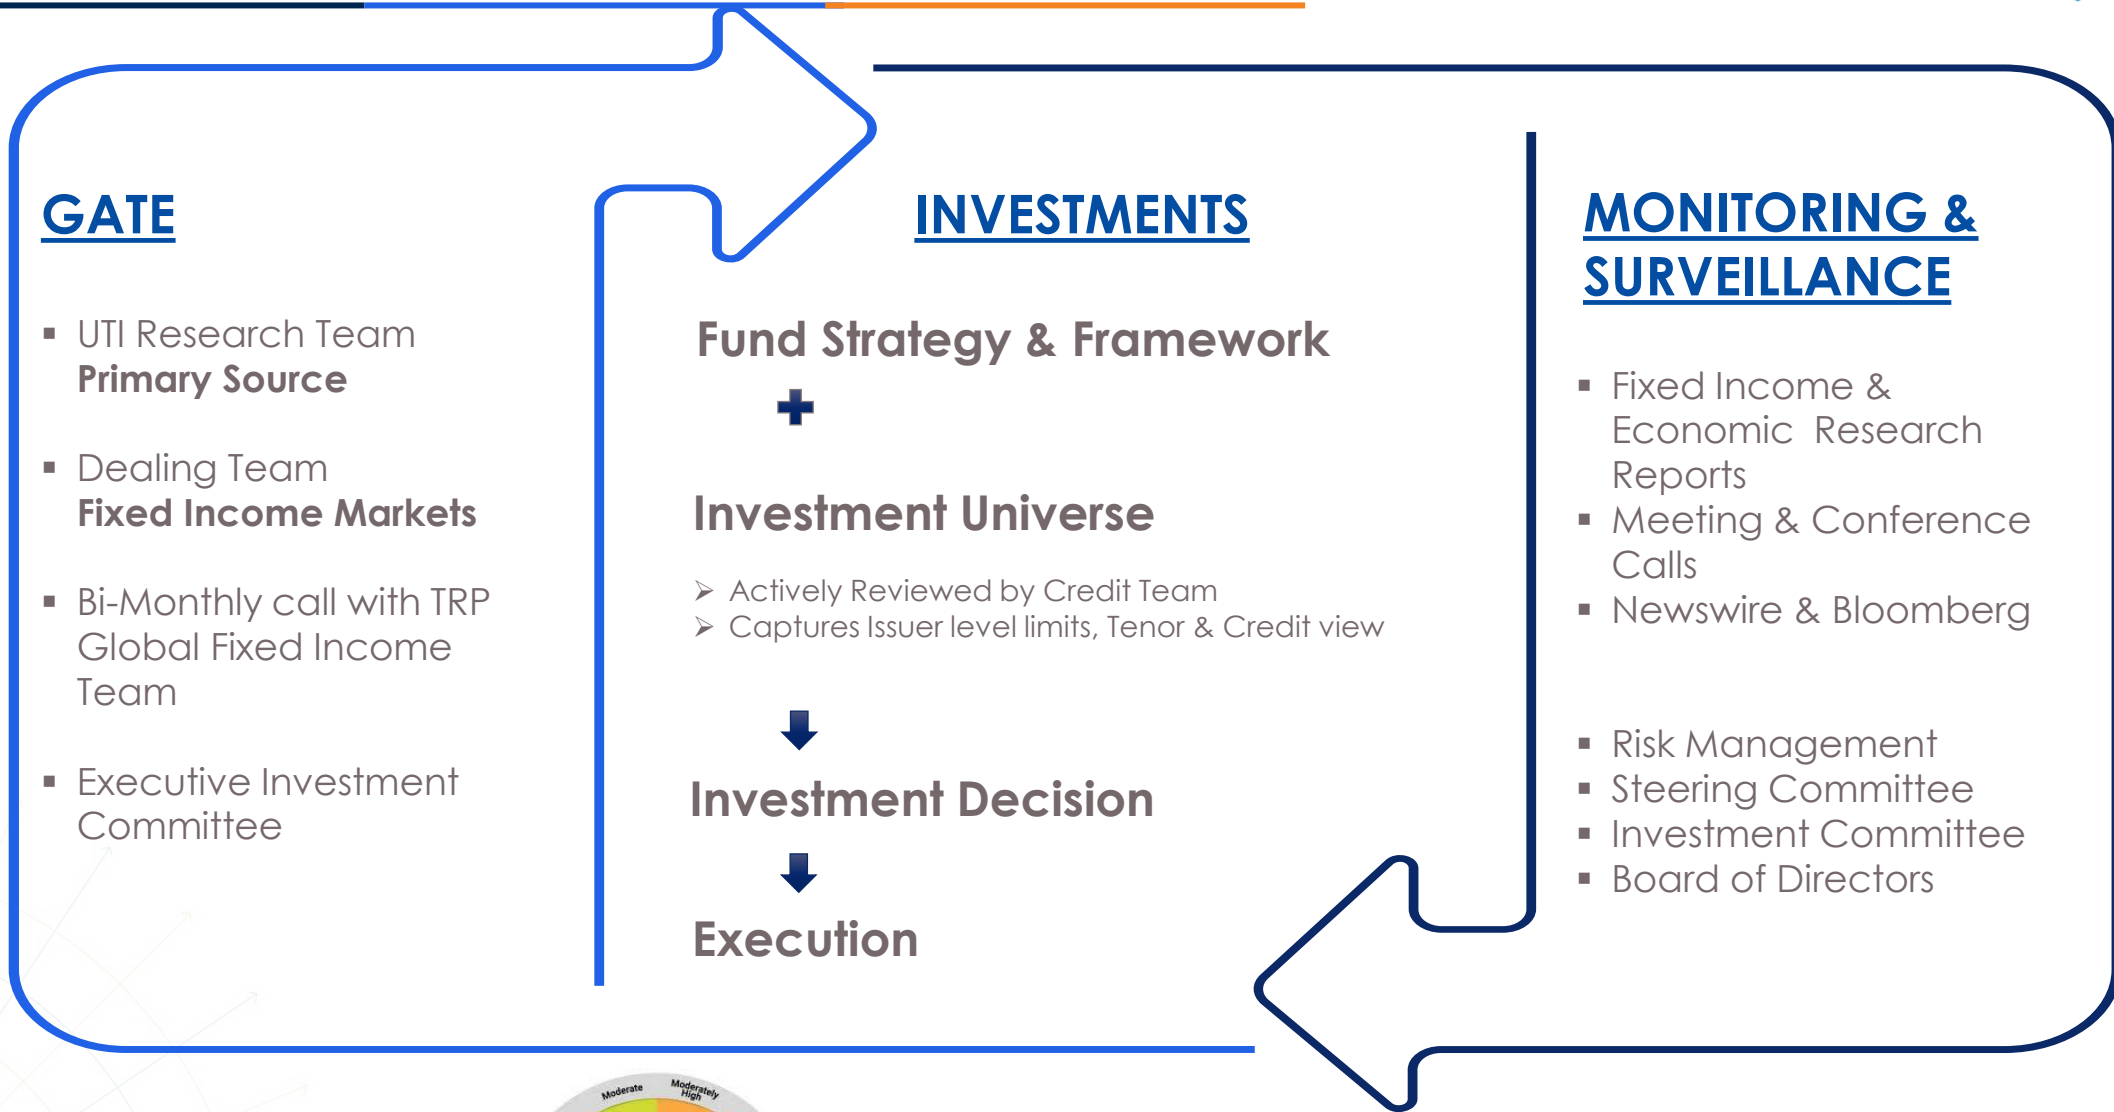 GATE
▪ UTI Research Team
Primary Source
▪ Dealing Team
Fixed Income Markets
▪ Bi-Monthly call with TRP
Global Fixed Income
Team
▪ Executive Investment
Committee
INVESTMENTS
Fund Strategy & Framework
Investment Universe
➢ Actively Reviewed by Credit Team
➢ Captures Issuer level limits, Tenor & Credit view
Investment Decision
Execution
MONITORING &
SURVEILLANCE
▪ Fixed Income &
Economic Research
Reports
▪ Meeting & Conference
Calls
▪ Newswire & Bloomberg
▪ Risk Management
▪ Steering Committee
▪ Investment Committee
▪ Board of Directors
Moderate
Moderately
High